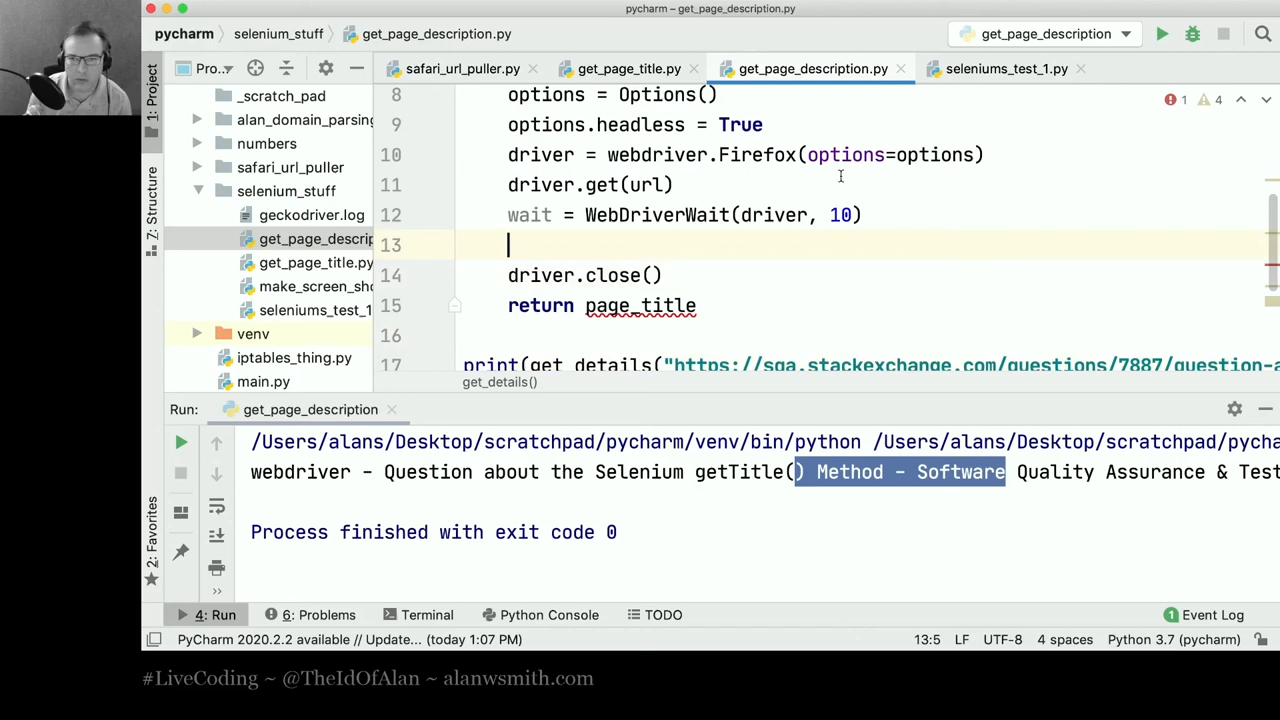 pycharm – get_page_description.py
pycharm
selenium_stuff
get_page_description.py
get_page_description
1: Project
Pro...
safari_url_puller.py
get_page_title.py
get_page_description.py
seleniums_test_1.py
_scratch_pad
alan_domain_parsing
numbers
safari_url_puller
selenium_stuff
geckodriver.log
get_page_descrip
get_page_title.py
make_screen_sho
seleniums_test_1
venv
iptables_thing.py
main.py
Z: Structure
2: Favorites
1 4
8 options = Options()
9 options.headless = True
10 driver = webdriver.Firefox(options=options)
11 driver.get(url)
12 wait = WebDriverWait(driver, 10)
13
14 driver.close()
15 return page_title
16
17 print(get_details("https://sqa.stackexchange.com/questions/7887/question-a
get_details()
Run: get_page_description
/Users/alans/Desktop/scratchpad/pycharm/venv/bin/python /Users/alans/Desktop/scratchpad/pycha
webdriver - Question about the Selenium getTitle() Method - Software Quality Assurance & Test
Process finished with exit code 0
4: Run
6: Problems
Terminal
Python Console
TODO
1 Event Log
PyCharm 2020.2.2 available // Update... (today 1:07 PM)
13:5 LF UTF-8 4 spaces Python 3.7 (pycharm)
#LiveCoding ~ @TheIdOfAlan ~ alanwsmith.com